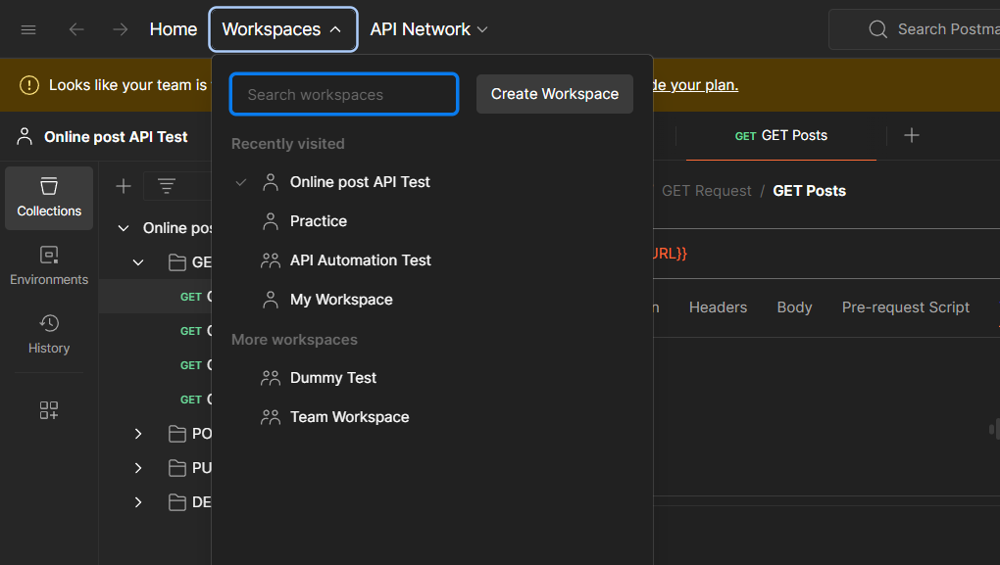 Home Workspaces API Network Search Postma
Looks like your team is de your plan.
Online post API Test
Search workspaces Create Workspace
GET GET Posts
Recently visited
Collections
Online post API Test
GET Request / GET Posts
Practice
Online pos
URL}}
API Automation Test
GE
Environments
My Workspace
GET
n Headers Body Pre-request Script
GET
History
More workspaces
GET
Dummy Test
GET
Team Workspace
PO
PU
DE